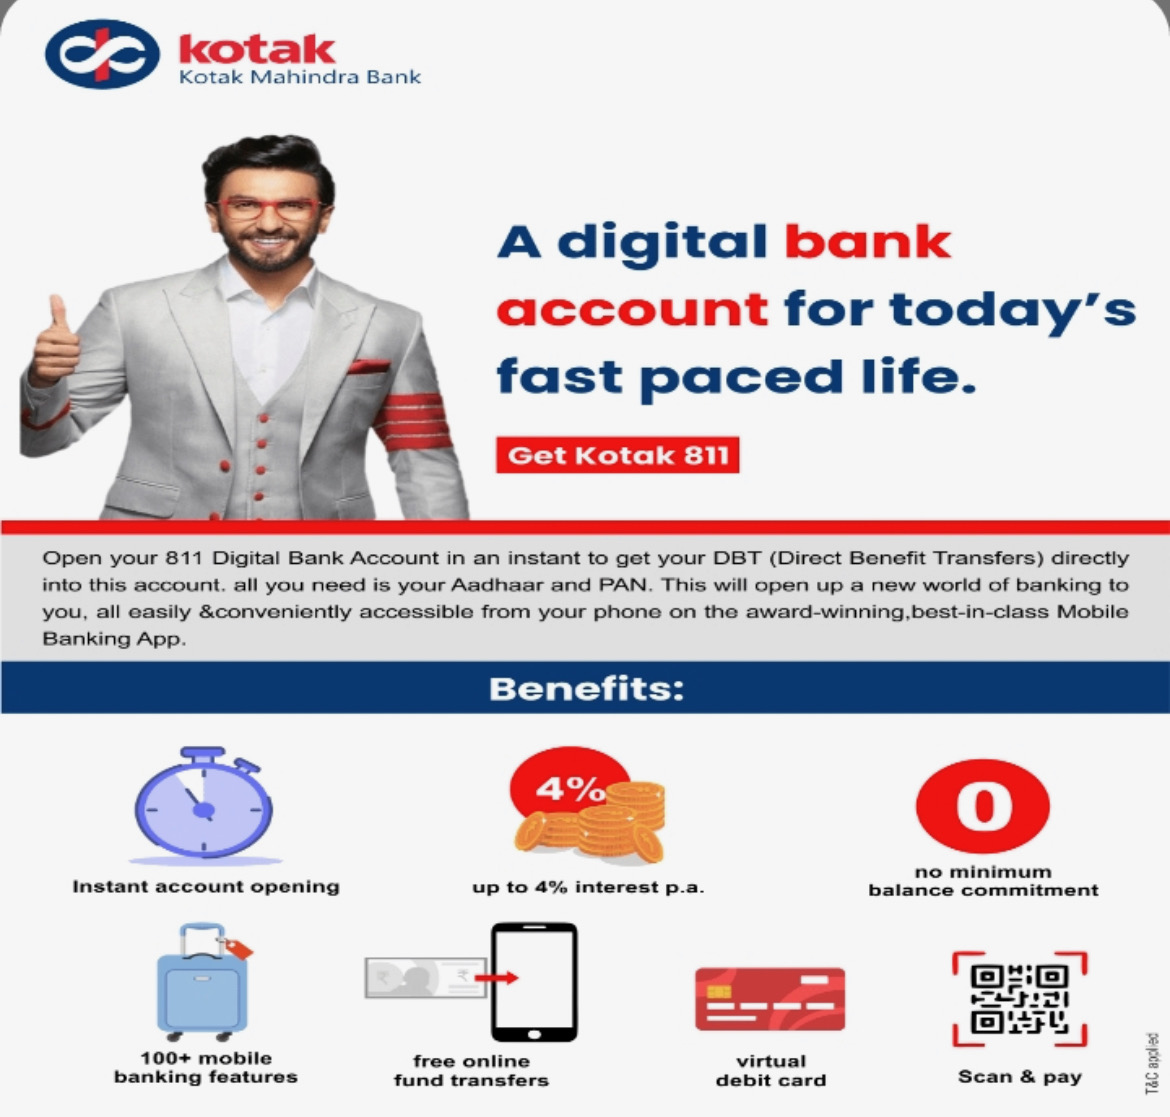 kotak
Kotak Mahindra Bank
A digital bank
account for today's
fast paced life.
Get Kotak 811
Open your 811 Digital Bank Account in an instant to get your DBT (Direct Benefit Transfers) directly
into this account. all you need is your Aadhaar and PAN. This will open up a new world of banking to
you, all easily &conveniently accessible from your phone on the award-winning,best-in-class Mobile
Banking App.
Benefits:
4%
0
Instant account opening
up to 4% interest p.a.
no minimum
balance commitment
₹ ₹
100+ mobile
banking features
free online
fund transfers
virtual
debit card
Scan & pay
T&C applied